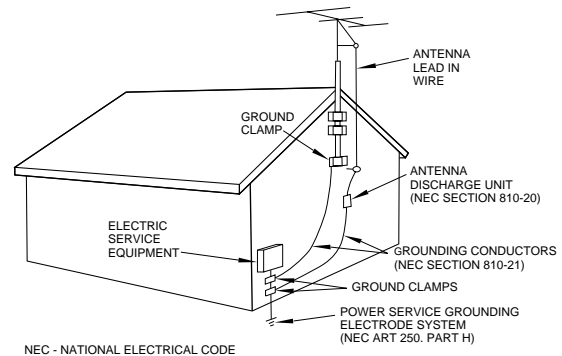 ANTENNA
LEAD IN
WIRE
GROUND
CLAMP
ANTENNA
DISCHARGE UNIT
(NEC SECTION 810-20)
ELECTRIC
SERVICE
EQUIPMENT
GROUNDING CONDUCTORS
(NEC SECTION 810-21)
GROUND CLAMPS
POWER SERVICE GROUNDING
ELECTRODE SYSTEM
(NEC ART 250. PART H)
NEC - NATIONAL ELECTRICAL CODE